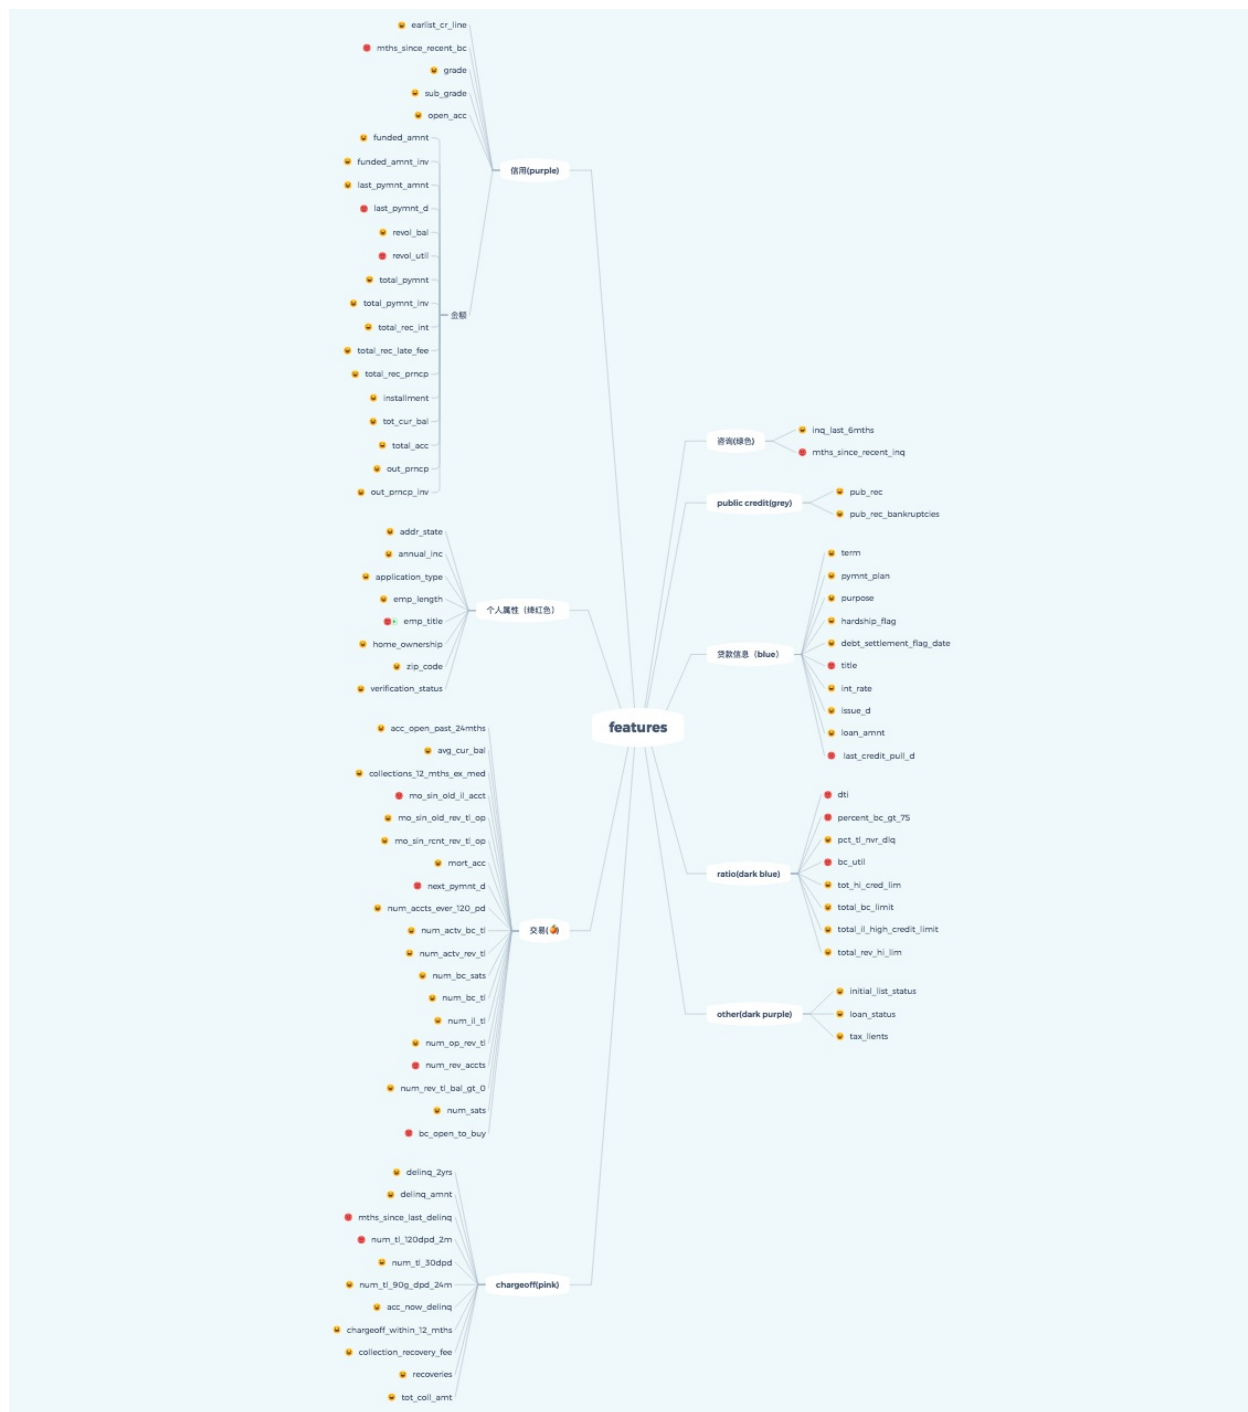 earlist_cr_line
mths_since_recent_bc
grade
sub_grade
open_acc
funded_amnt
funded_amnt_inv
last_pymnt_amnt
last_pymnt_d
revol_bal
revol_util
total_pymnt
total_pymnt_inv
total_rec_int
total_rec_late_fee
total_rec_prncp
installment
tot_cur_bal
total_acc
out_prncp
out_prncp_inv
金额
信用(purple)
addr_state
annual_inc
application_type
emp_length
emp_title
home_ownership
zip_code
verification_status
个人属性（绛红色）
acc_open_past_24mths
avg_cur_bal
collections_12_mths_ex_med
mo_sin_old_il_acct
mo_sin_old_rev_tl_op
mo_sin_rcnt_rev_tl_op
mort_acc
next_pymnt_d
num_accts_ever_120_pd
num_actv_bc_tl
num_actv_rev_tl
num_bc_sats
num_bc_tl
num_il_tl
num_op_rev_tl
num_rev_accts
num_rev_tl_bal_gt_0
num_sats
bc_open_to_buy
交易(🍊)
delinq_2yrs
delinq_amnt
mths_since_last_delinq
num_tl_120dpd_2m
num_tl_30dpd
num_tl_90g_dpd_24m
acc_now_delinq
chargeoff_within_12_mths
collection_recovery_fee
recoveries
tot_coll_amt
chargeoff(pink)
features
咨询(绿色)
inq_last_6mths
mths_since_recent_inq
public credit(grey)
pub_rec
pub_rec_bankruptcies
贷款信息（blue）
term
pymnt_plan
purpose
hardship_flag
debt_settlement_flag_date
title
int_rate
issue_d
loan_amnt
last_credit_pull_d
ratio(dark blue)
dti
percent_bc_gt_75
pct_tl_nvr_dlq
bc_util
tot_hi_cred_lim
total_bc_limit
total_il_high_credit_limit
total_rev_hi_lim
other(dark purple)
initial_list_status
loan_status
tax_lients